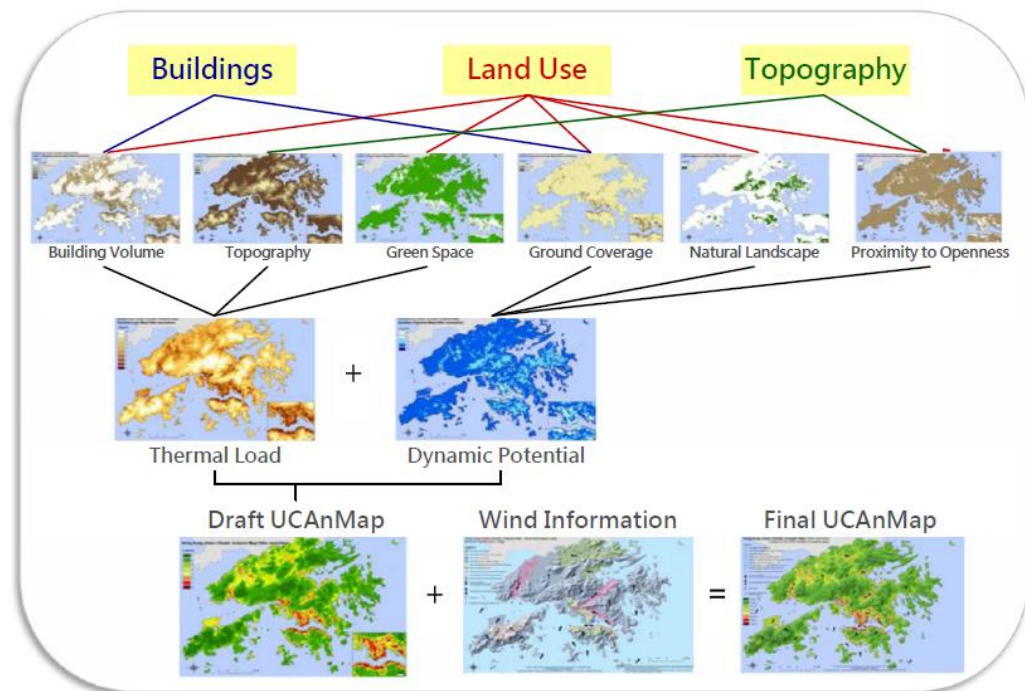 Buildings
Land Use
Topography
Building Volume
Topography
Green Space
Ground Coverage
Natural Landscape
Proximity to Openness
+
Thermal Load
Dynamic Potential
Draft UCAnMap
Wind Information
Final UCAnMap
+
=